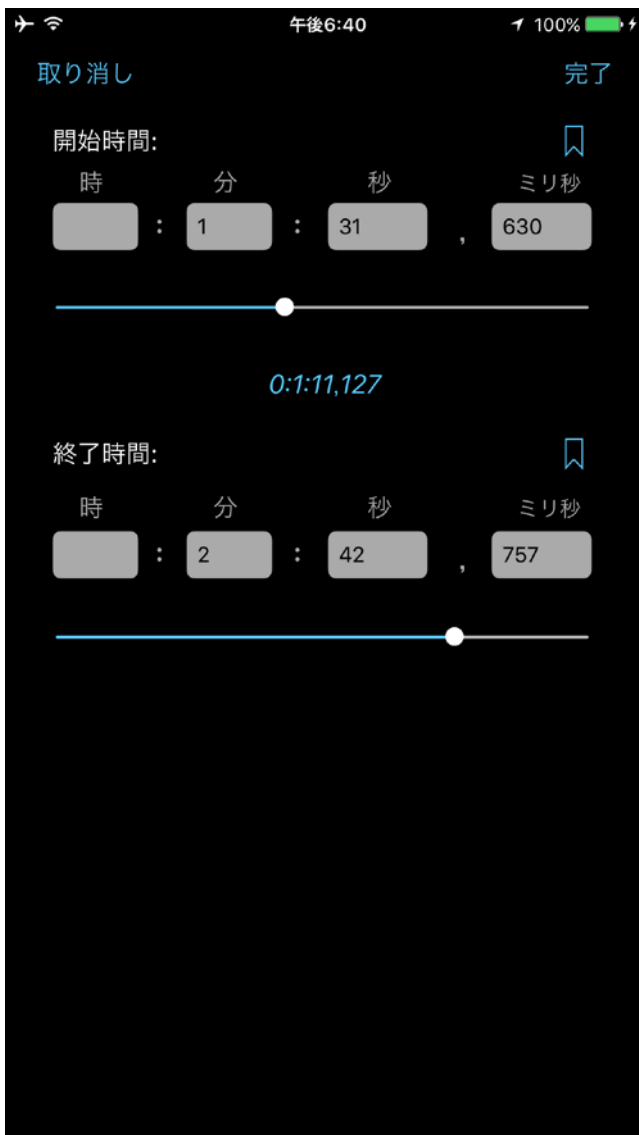 午後6:40 100%
取り消し 完了
開始時間:
時 分 秒 ミリ秒
: 1 : 31 , 630
0:1:11,127
終了時間:
時 分 秒 ミリ秒
: 2 : 42 , 757